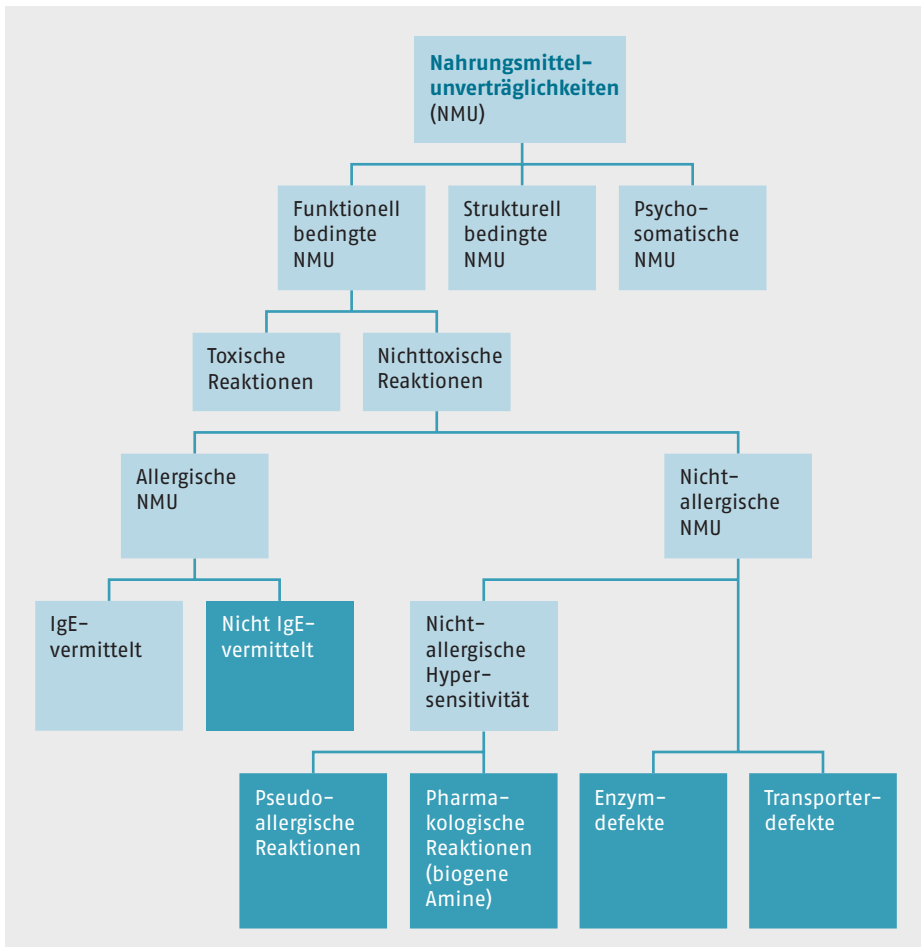 Nahrungsmittel-
unverträglichkeiten
(NMU)
Funktionell
bedingte
NMU
Strukturell
bedingte
NMU
Psycho-
somatische
NMU
Toxische
Reaktionen
Nichttoxische
Reaktionen
Allergische
NMU
Nicht-
allergische
NMU
IgE-
vermittelt
Nicht IgE-
vermittelt
Nicht-
allergische
Hyper-
sensitivität
Pseudo-
allergische
Reaktionen
Pharma-
kologische
Reaktionen
(biogene
Amine)
Enzym-
defekte
Transporter-
defekte